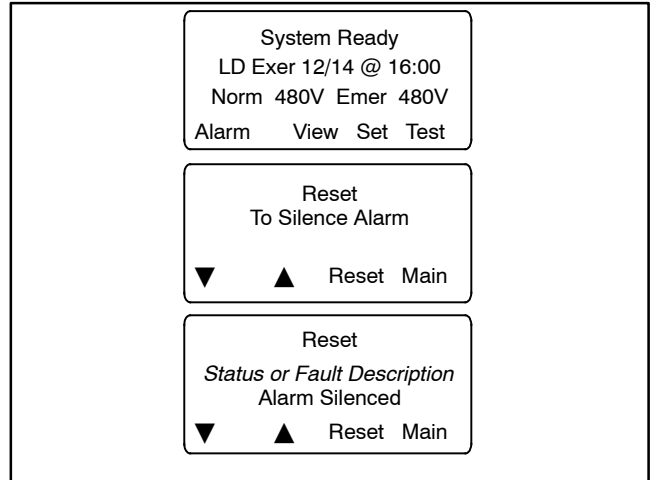 System Ready
LD Exer 12/14 @ 16:00
Norm 480V Emer 480V
Alarm View Set Test
Reset
To Silence Alarm
▼ ▲ Reset Main
Reset
Status or Fault Description
Alarm Silenced
▼ ▲ Reset Main